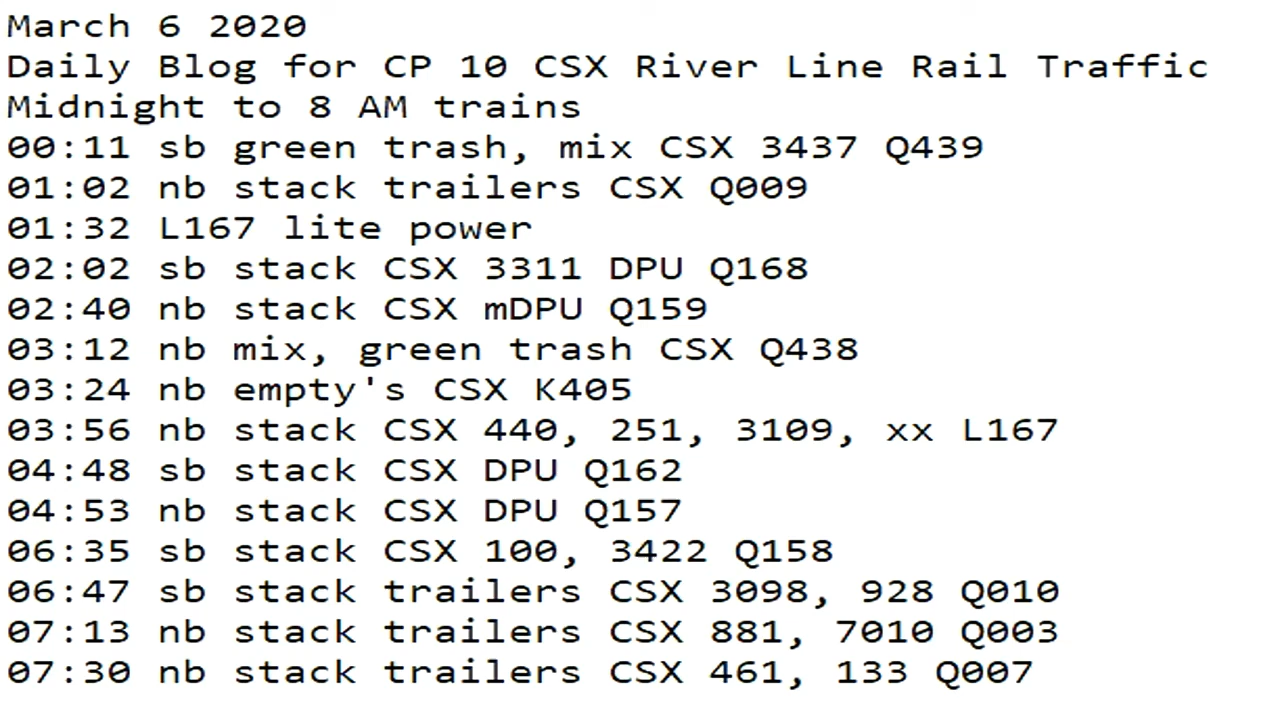 March 6 2020
Daily Blog for CP 10 CSX River Line Rail Traffic
Midnight to 8 AM trains
00:11 sb green trash, mix CSX 3437 Q439
01:02 nb stack trailers CSX Q009
01:32 L167 lite power
02:02 sb stack CSX 3311 DPU Q168
02:40 nb stack CSX mDPU Q159
03:12 nb mix, green trash CSX Q438
03:24 nb empty's CSX K405
03:56 nb stack CSX 440, 251, 3109, xx L167
04:48 sb stack CSX DPU Q162
04:53 nb stack CSX DPU Q157
06:35 sb stack CSX 100, 3422 Q158
06:47 sb stack trailers CSX 3098, 928 Q010
07:13 nb stack trailers CSX 881, 7010 Q003
07:30 nb stack trailers CSX 461, 133 Q007